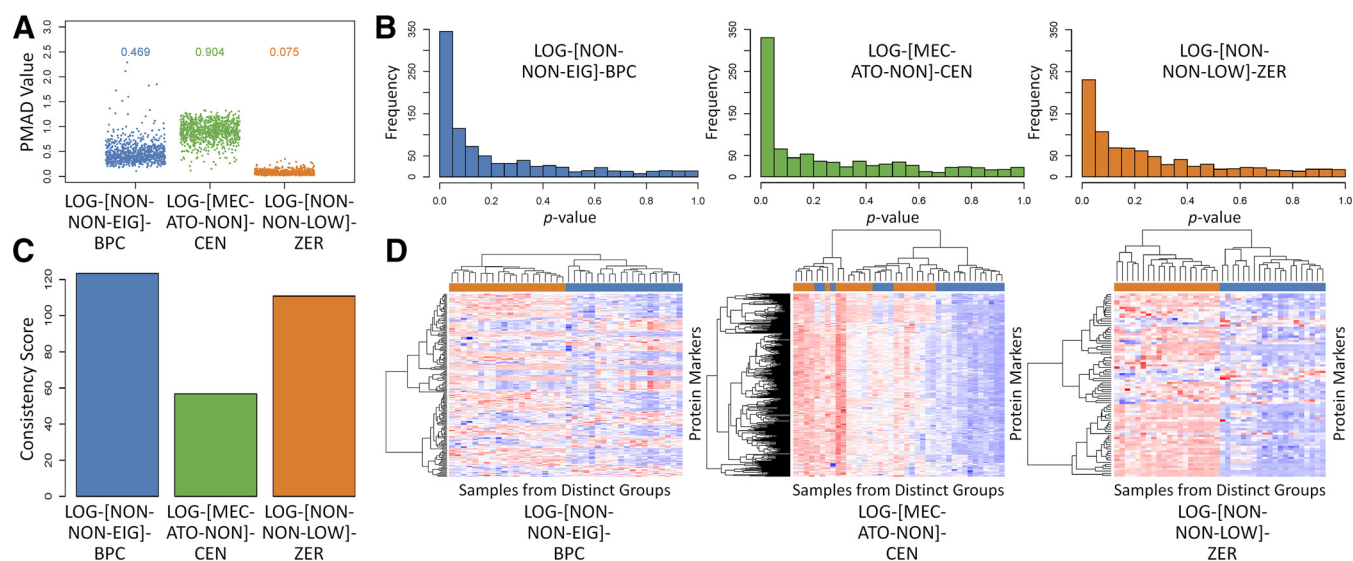 A
PMAD Value
3.0
2.5
2.0
1.5
1.0
0.5
0.0
0.469
0.904
0.075
LOG-[NON-
NON-EIG]-
BPC
LOG-[MEC-
ATO-NON]-
CEN
LOG-[NON-
NON-LOW]-
ZER
B
Frequency
350
250
150
50
0
LOG-[NON-
NON-EIG]-BPC
0.0 0.2 0.4 0.6 0.8 1.0
p-value
Frequency
350
250
150
50
0
LOG-[MEC-
ATO-NON]-CEN
0.0 0.2 0.4 0.6 0.8 1.0
p-value
Frequency
350
250
150
50
0
LOG-[NON-
NON-LOW]-ZER
0.0 0.2 0.4 0.6 0.8 1.0
p-value
C
Consistency Score
120
100
80
60
40
20
0
LOG-[NON-
NON-EIG]-
BPC
LOG-[MEC-
ATO-NON]-
CEN
LOG-[NON-
NON-LOW]-
ZER
D
Protein Markers
Samples from Distinct Groups
LOG-[NON-
NON-EIG]-
BPC
Protein Markers
Samples from Distinct Groups
LOG-[MEC-
ATO-NON]-
CEN
Protein Markers
Samples from Distinct Groups
LOG-[NON-
NON-LOW]-
ZER